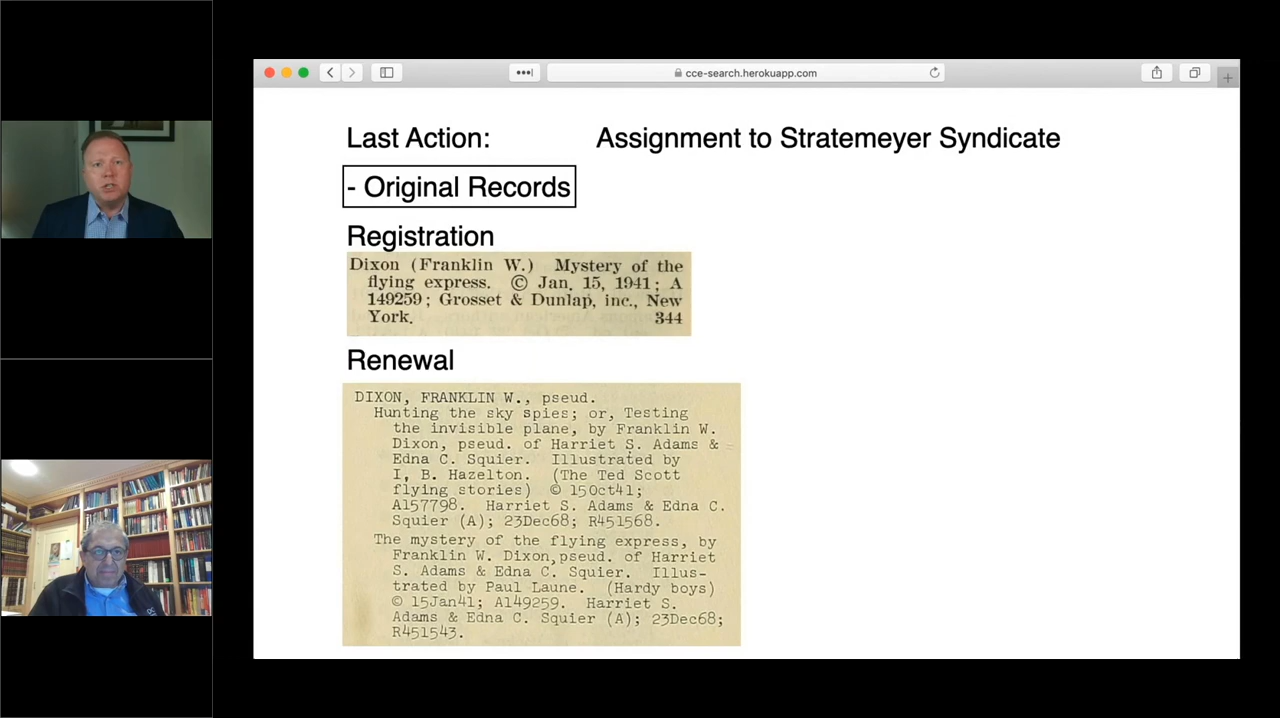 cce-search.herokuapp.com
Last Action: Assignment to Stratemeyer Syndicate
- Original Records
Registration
Dixon (Franklin W.) Mystery of the
flying express. © Jan. 15, 1941; A
149259; Grosset & Dunlap, inc., New
York. 344
Renewal
DIXON, FRANKLIN W., pseud.
Hunting the sky spies; or, Testing
the invisible plane, by Franklin W.
Dixon, pseud. of Harriet S. Adams &
Edna C. Squier. Illustrated by
I, B. Hazelton. (The Ted Scott
flying stories) © 15Oct41;
A157798. Harriet S. Adams & Edna C.
Squier (A); 23Dec68; R451568.
The mystery of the flying express, by
Franklin W. Dixon,pseud. of Harriet
S. Adams & Edna C. Squier. Illus-
trated by Paul Laune. (Hardy boys)
© 15Jan41; A149259. Harriet S.
Adams & Edna C. Squier (A); 23Dec68;
R451543.